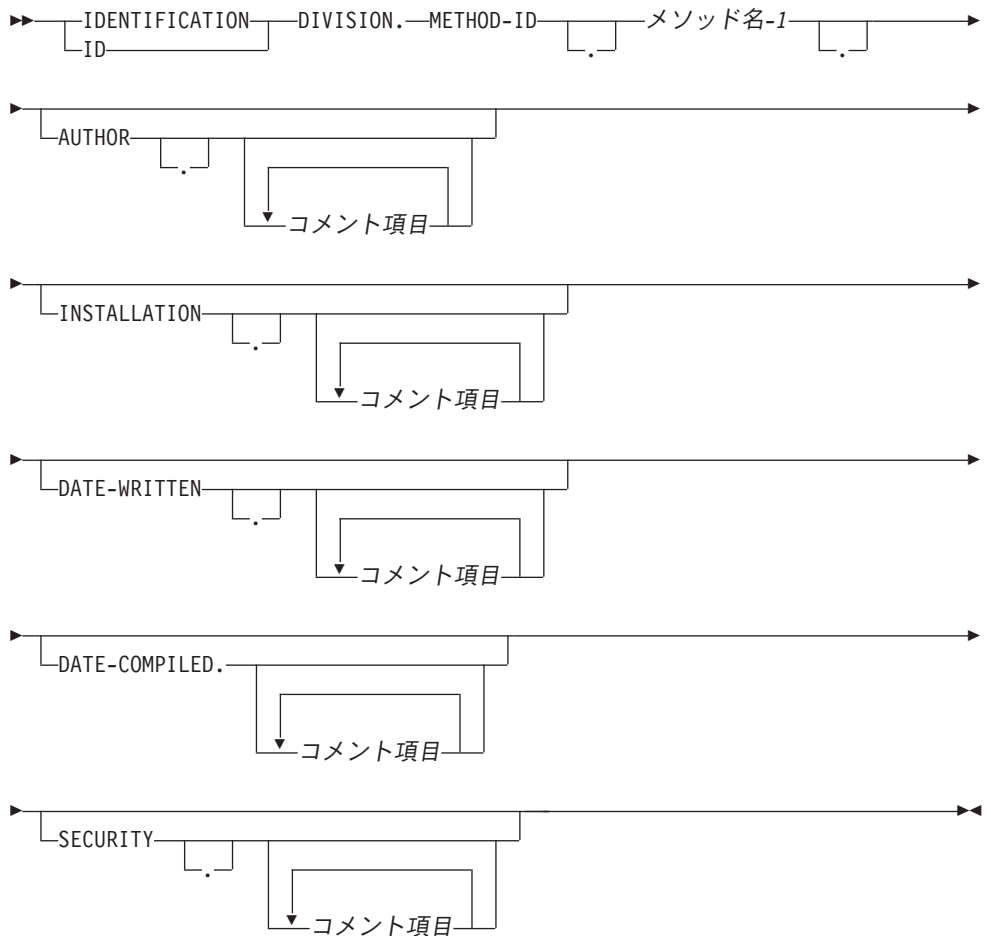 IDENTIFICATION DIVISION. METHOD-ID . メソッド名-1 .
ID
AUTHOR .
コメント項目
INSTALLATION .
コメント項目
DATE-WRITTEN .
コメント項目
DATE-COMPILED.
コメント項目
SECURITY .
コメント項目